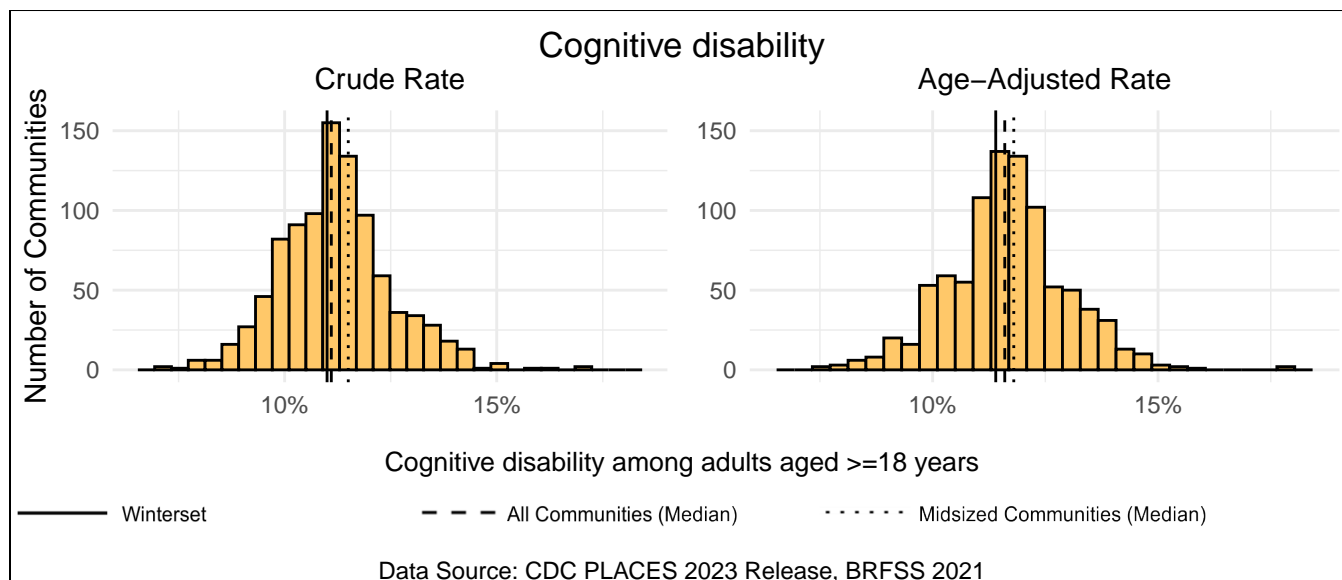 Cognitive disability
Crude Rate
Age−Adjusted Rate
Number of Communities
150
100
50
0
10%
15%
150
100
50
0
10%
15%
Cognitive disability among adults aged >=18 years
Winterset
All Communities (Median)
Midsized Communities (Median)
Data Source: CDC PLACES 2023 Release, BRFSS 2021